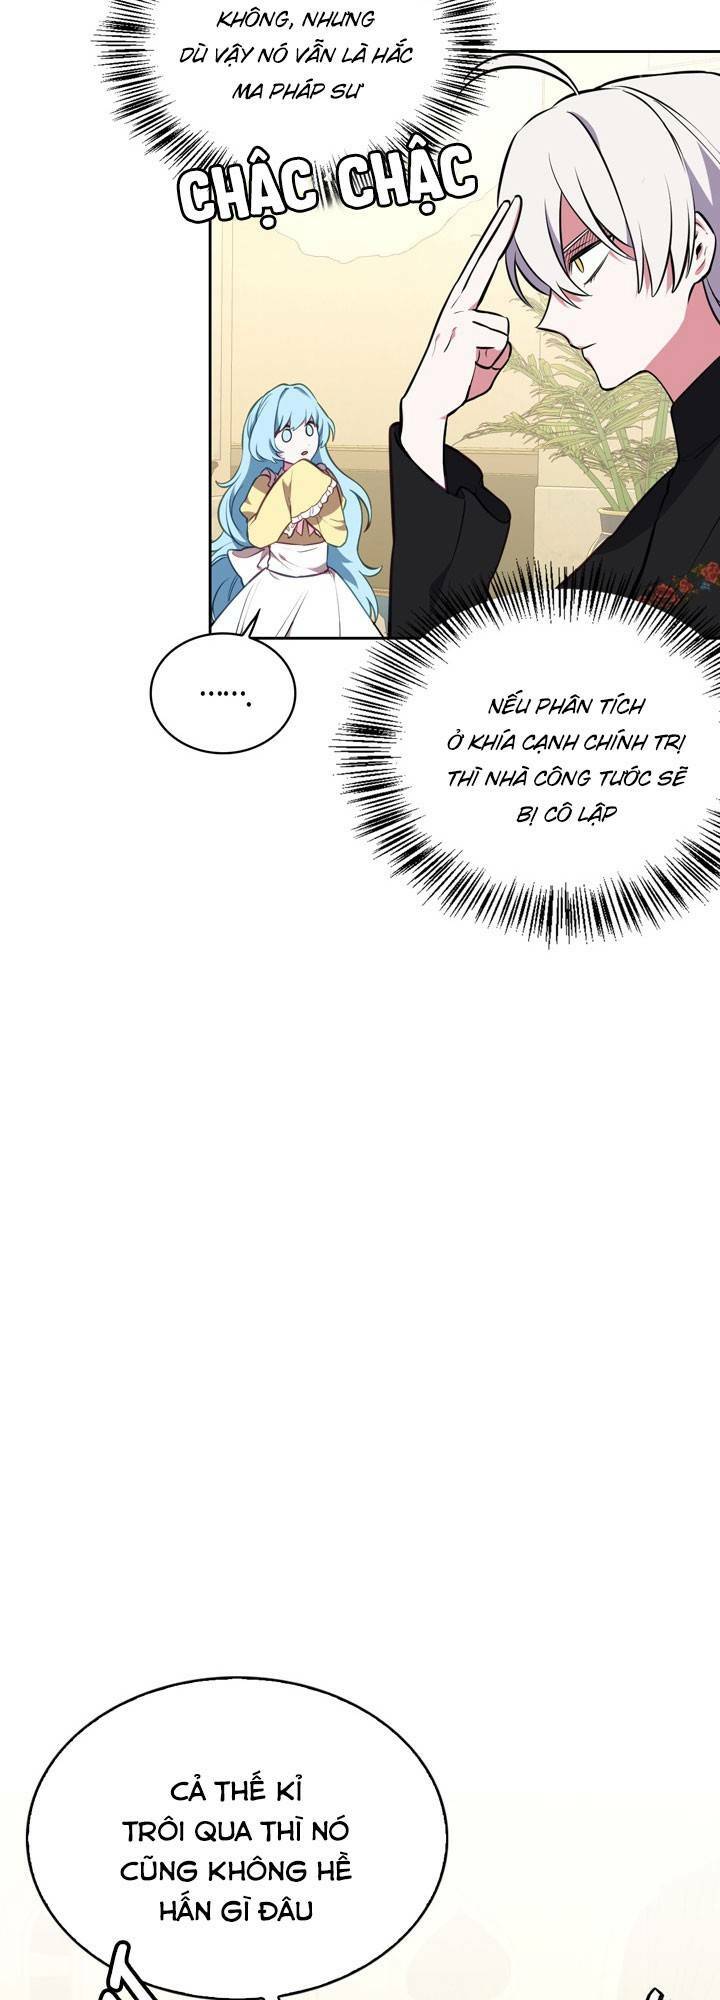 KHÔNG, NHƯNG
DÙ VẬY NÓ VẪN LÀ HẮC
MA PHÁP SƯ
CHẬC CHẬC
.......
NẾU PHÂN TÍCH
Ở KHÍA CẠNH CHÍNH TRỊ
THÌ NHÀ CÔNG TƯỚC SẼ
BỊ CÔ LẬP
CẢ THẾ KỈ
TRÔI QUA THÌ NÓ
CŨNG KHÔNG HỀ
HẤN GÌ ĐÂU